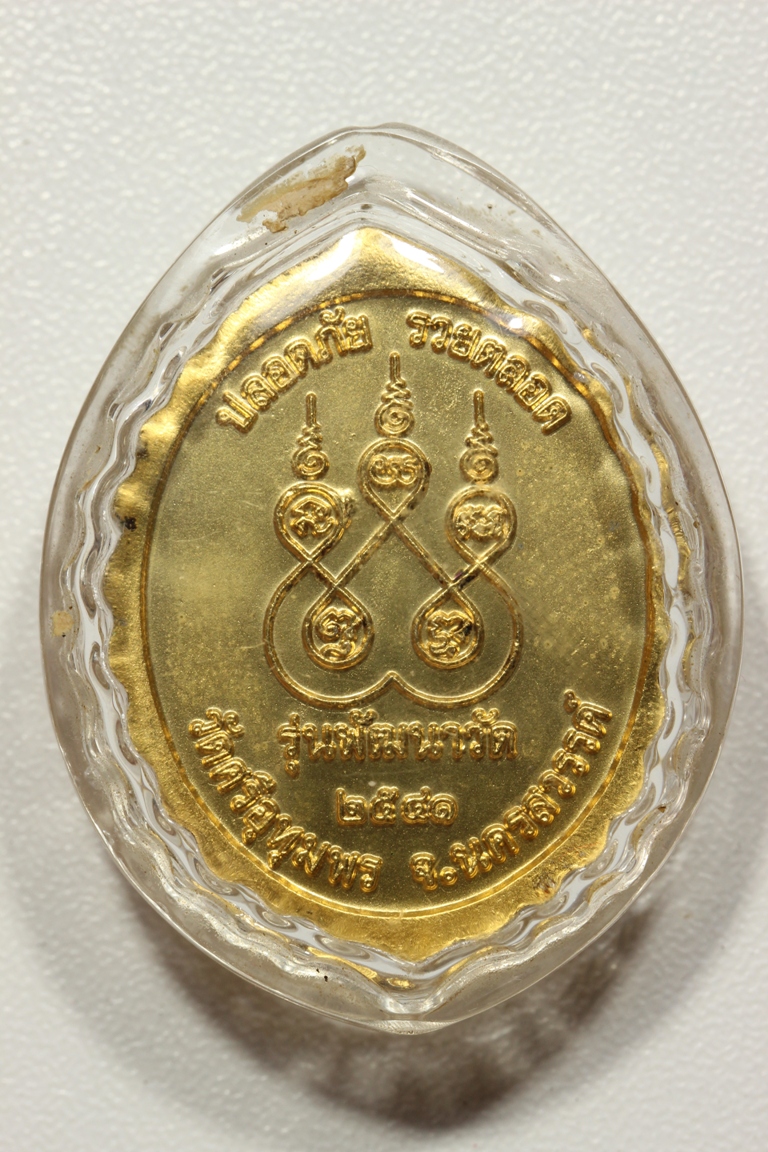 ปลอดภัย รวยตลอด
รุ่นพัฒนาวัด
๒๕๔๑
วัดศรีอุทุมพร จ.นครสวรรค์